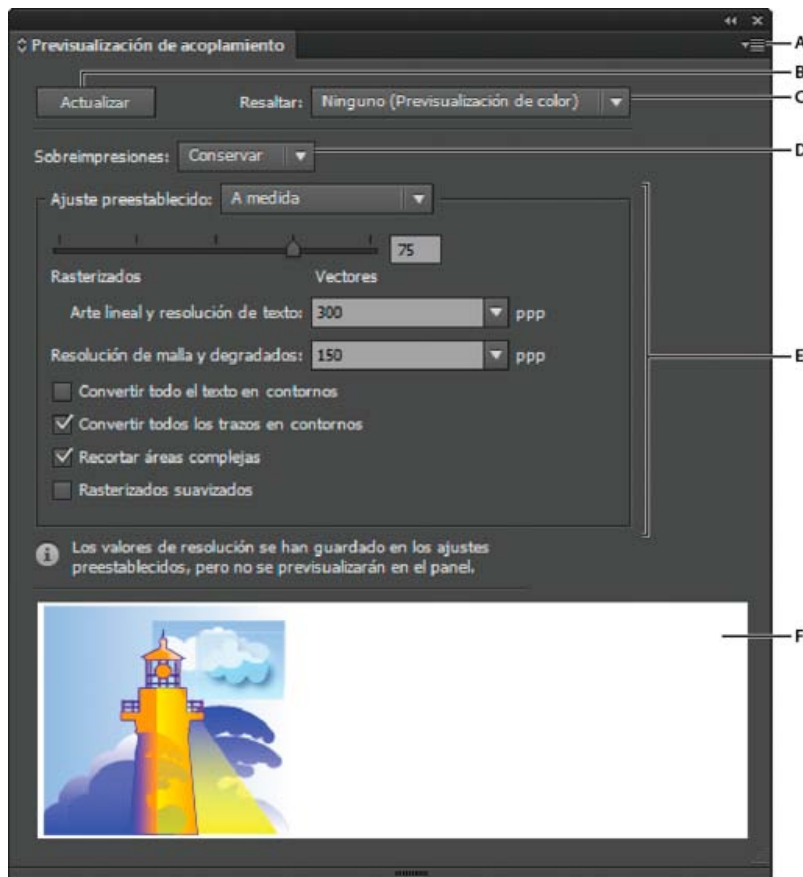 Previsualización de acoplamiento
A
B
Actualizar Resaltar: Ninguno (Previsualización de color)
C
Sobreimpresiones: Conservar
D
Ajuste preestablecido: A medida
75
Rasterizados Vectores
Arte lineal y resolución de texto: 300 ppp
Resolución de malla y degradados: 150 ppp
E
Convertir todo el texto en contornos
Convertir todos los trazos en contornos
Recortar áreas complejas
Rasterizados suavizados
Los valores de resolución se han guardado en los ajustes
preestablecidos, pero no se previsualizarán en el panel.
F